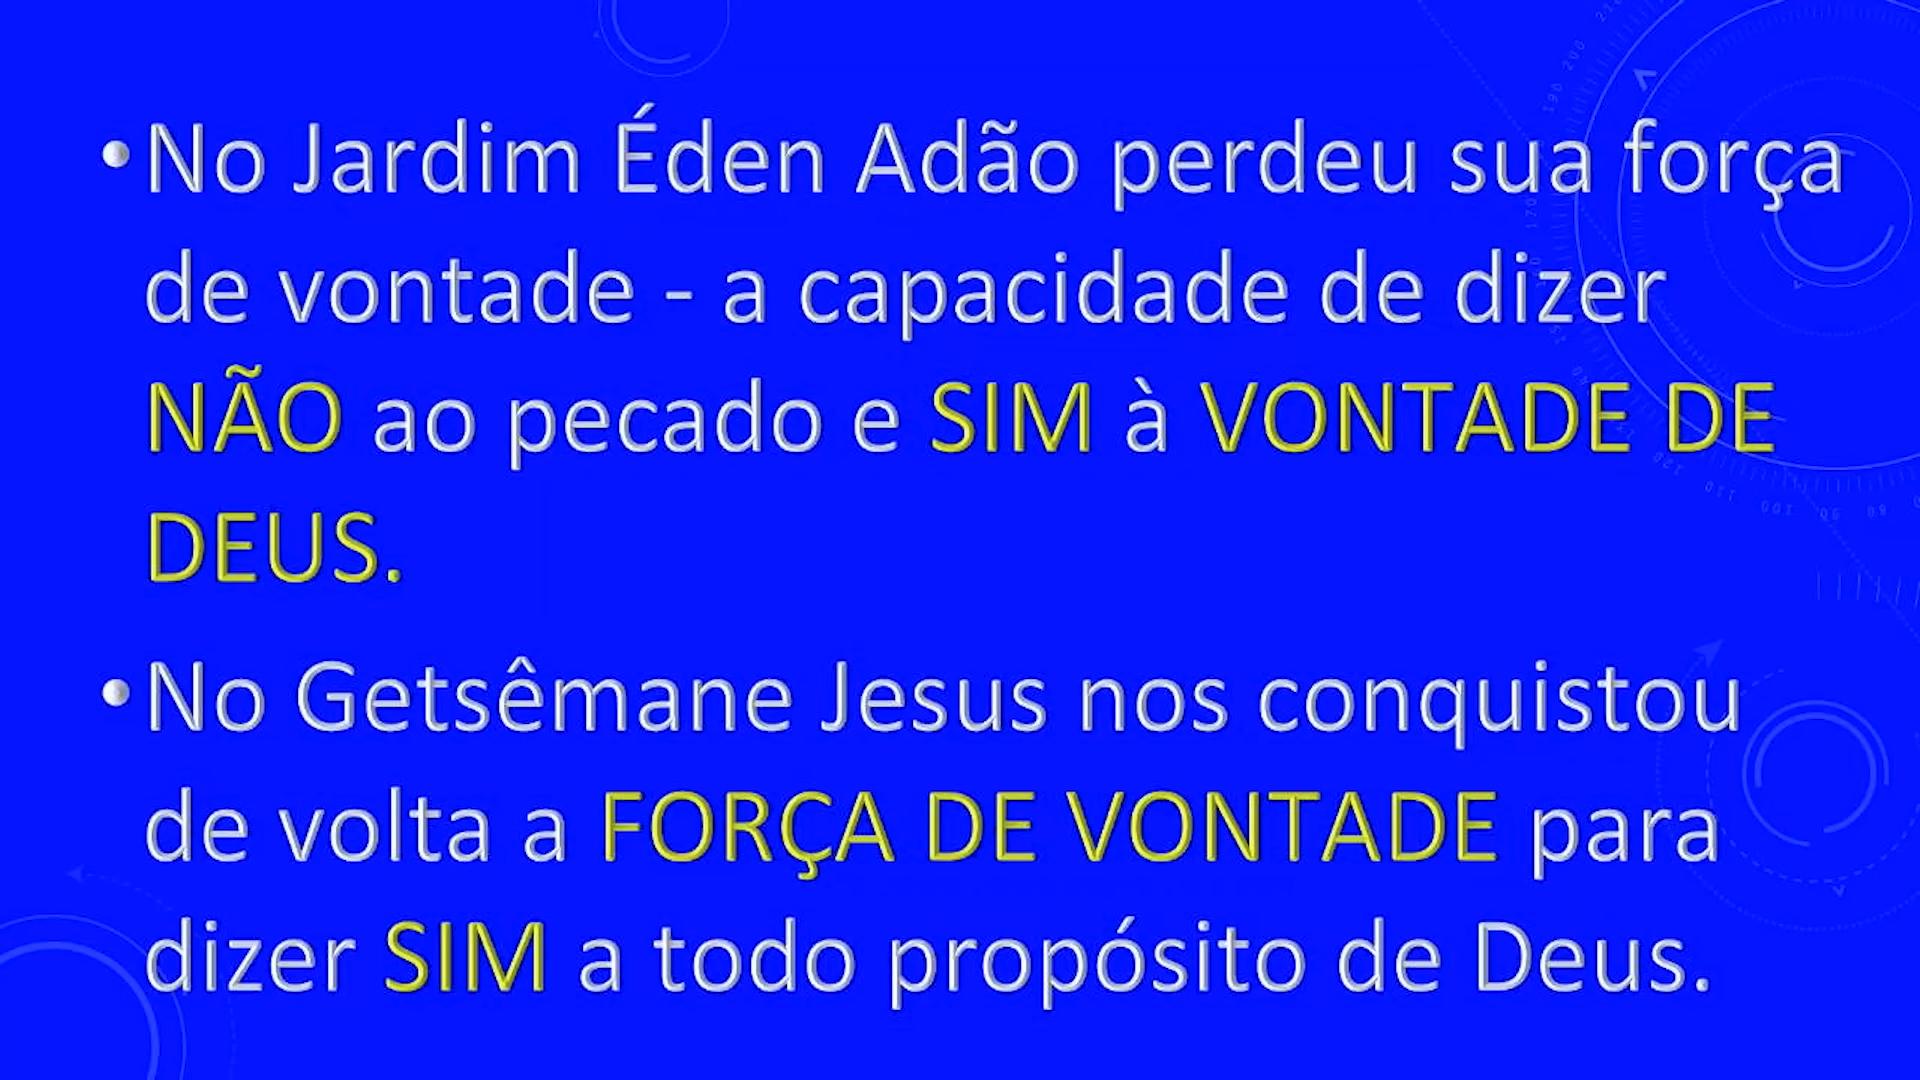 •No Jardim Éden Adão perdeu sua força
de vontade - a capacidade de dizer
NÃO ao pecado e SIM à VONTADE DE
DEUS.
•No Getsêmane Jesus nos conquistou
de volta a FORÇA DE VONTADE para
dizer SIM a todo propósito de Deus.